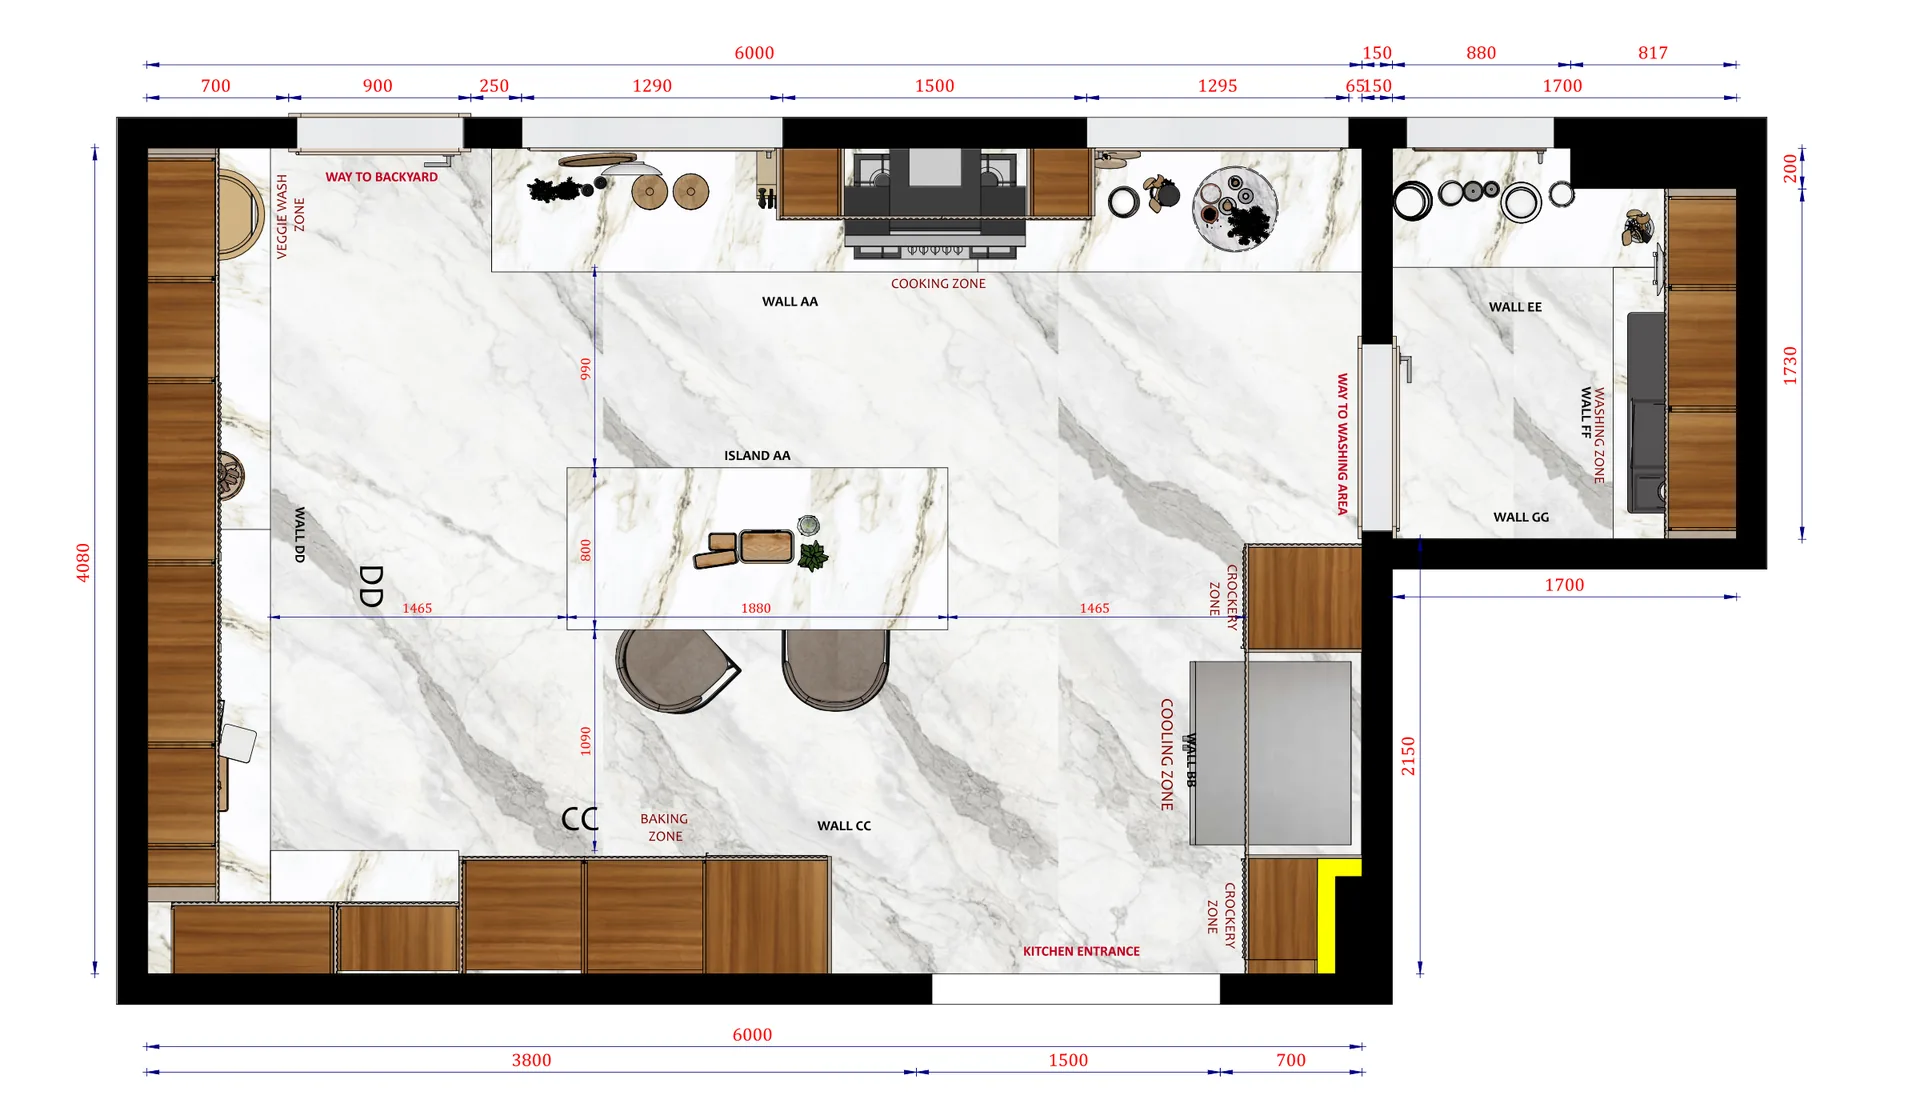 6000
150
880
817
700
900
250
1290
1500
1295
65
150
1700
WAY TO BACKYARD
VEGGIE WASH
ZONE
COOKING ZONE
WALL AA
200
1730
WALL EE
990
WAY TO WASHING AREA
WASHING ZONE
WALL FF
ISLAND AA
WALL GG
WALL DD
DD
4080
800
1465
1880
1465
CROCKERY
ZONE
1700
2150
COOLING ZONE
WALL BB
1090
CC
BAKING
ZONE
WALL CC
CROCKERY
ZONE
KITCHEN ENTRANCE
6000
3800
1500
700